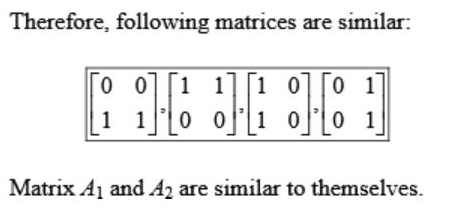 Therefore, following matrices are similar:
[0 0] [1 1] [1 0] [0 1]
[1 1],[0 0],[1 0],[0 1]
Matrix A₁ and A₂ are similar to themselves.